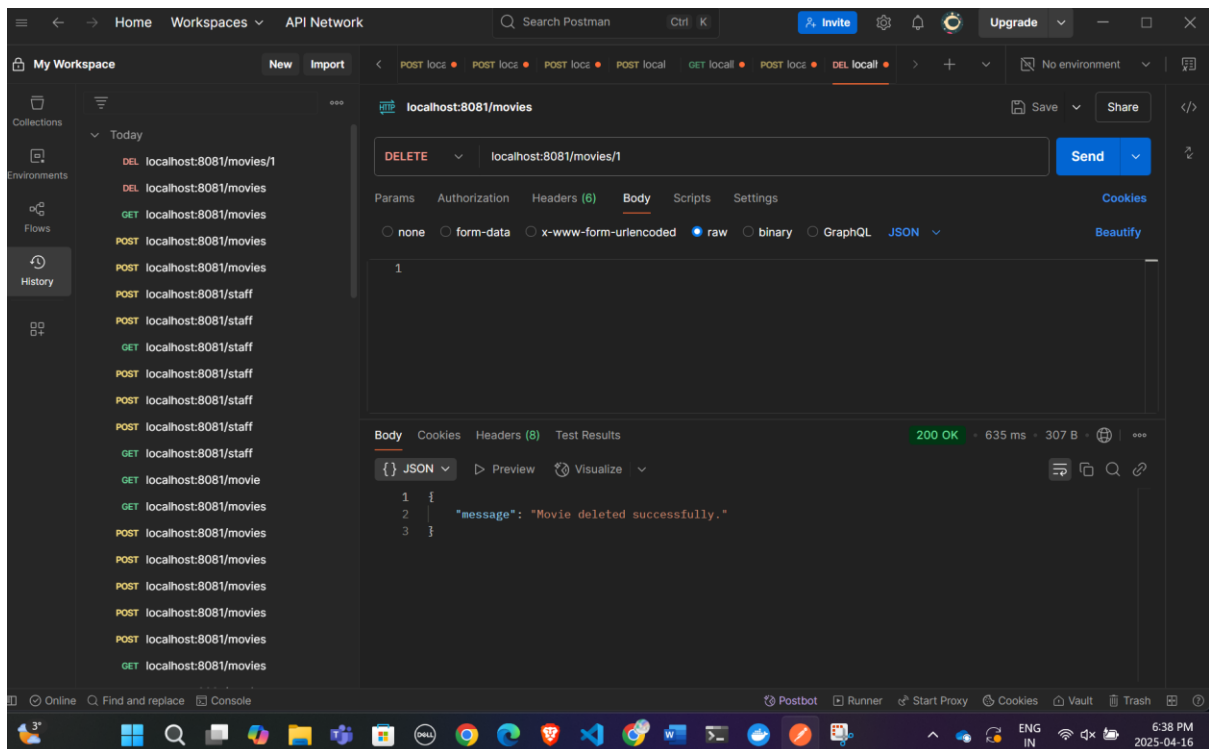 Home Workspaces API Network Search Postman Ctrl K Invite Upgrade
My Workspace New Import POST loca POST loca POST loca POST local GET locall POST loca DEL localh No environment
Collections
Environments
Flows
History
Today
DEL localhost:8081/movies/1
DEL localhost:8081/movies
GET localhost:8081/movies
POST localhost:8081/movies
POST localhost:8081/movies
POST localhost:8081/staff
POST localhost:8081/staff
GET localhost:8081/staff
POST localhost:8081/staff
POST localhost:8081/staff
POST localhost:8081/staff
GET localhost:8081/staff
GET localhost:8081/movie
GET localhost:8081/movies
POST localhost:8081/movies
POST localhost:8081/movies
POST localhost:8081/movies
POST localhost:8081/movies
POST localhost:8081/movies
GET localhost:8081/movies
HTTP localhost:8081/movies Save Share
DELETE localhost:8081/movies/1 Send
Params Authorization Headers (6) Body Scripts Settings Cookies
none form-data x-www-form-urlencoded raw binary GraphQL JSON Beautify
1
Body Cookies Headers (8) Test Results 200 OK 635 ms 307 B
{} JSON Preview Visualize
1 {
2 "message": "Movie deleted successfully."
3 }
Online Find and replace Console Postbot Runner Start Proxy Cookies Vault Trash
3° DELL ENG IN 6:38 PM
2025-04-16